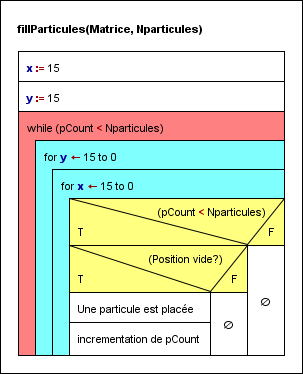 fillParticules(Matrice, Nparticules)
x := 15
y := 15
while (pCount < Nparticules)
for y ← 15 to 0
for x ← 15 to 0
(pCount < Nparticules)
T F
(Position vide?)
T F
∅
Une particule est placée
∅
incrementation de pCount